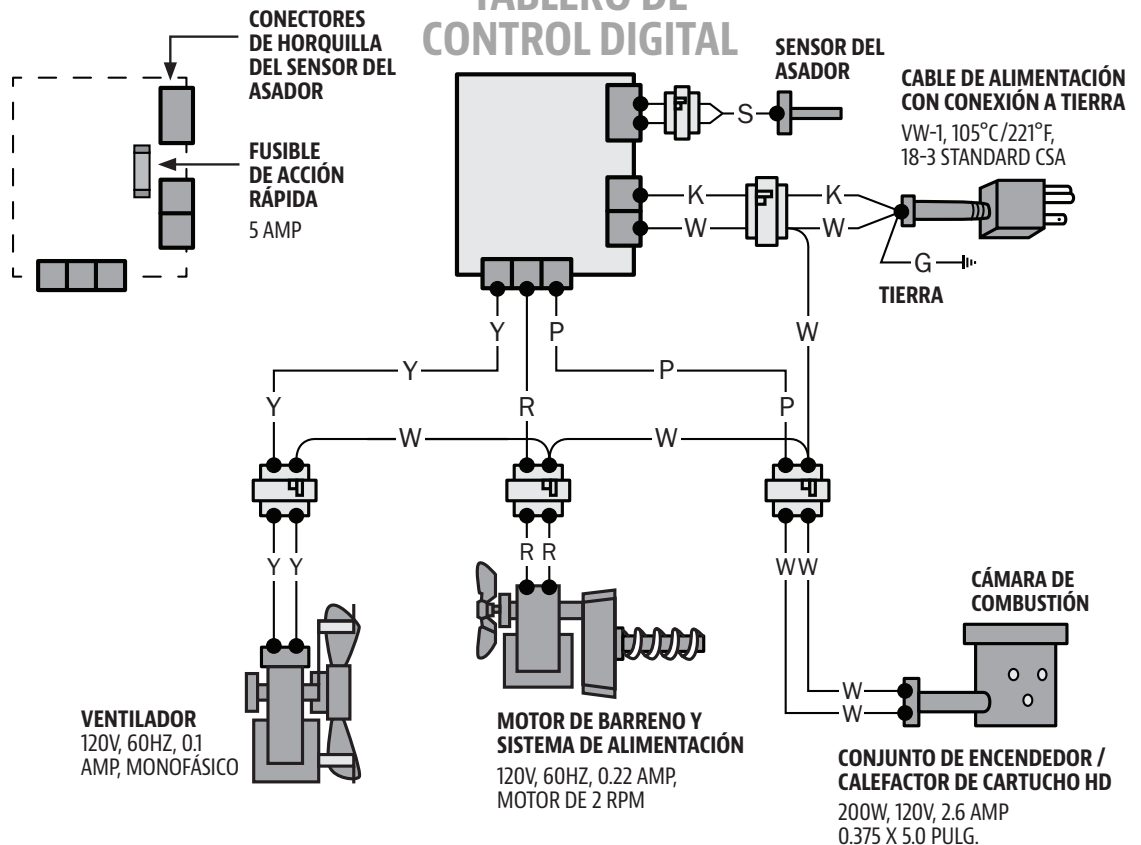 TABLERO DE
CONTROL DIGITAL
CONECTORES
DE HORQUILLA
DEL SENSOR DEL
ASADOR
FUSIBLE
DE ACCIÓN
RÁPIDA
5 AMP
SENSOR DEL
ASADOR
S
CABLE DE ALIMENTACIÓN
CON CONEXIÓN A TIERRA
VW-1, 105°C/221°F,
18-3 STANDARD CSA
K K
W W
G
TIERRA
Y P W
Y P
Y R P
W W
Y Y
R R
WW
W
W
VENTILADOR
120V, 60HZ, 0.1
AMP, MONOFÁSICO
MOTOR DE BARRENO Y
SISTEMA DE ALIMENTACIÓN
120V, 60HZ, 0.22 AMP,
MOTOR DE 2 RPM
CÁMARA DE
COMBUSTIÓN
CONJUNTO DE ENCENDEDOR /
CALEFACTOR DE CARTUCHO HD
200W, 120V, 2.6 AMP
0.375 X 5.0 PULG.